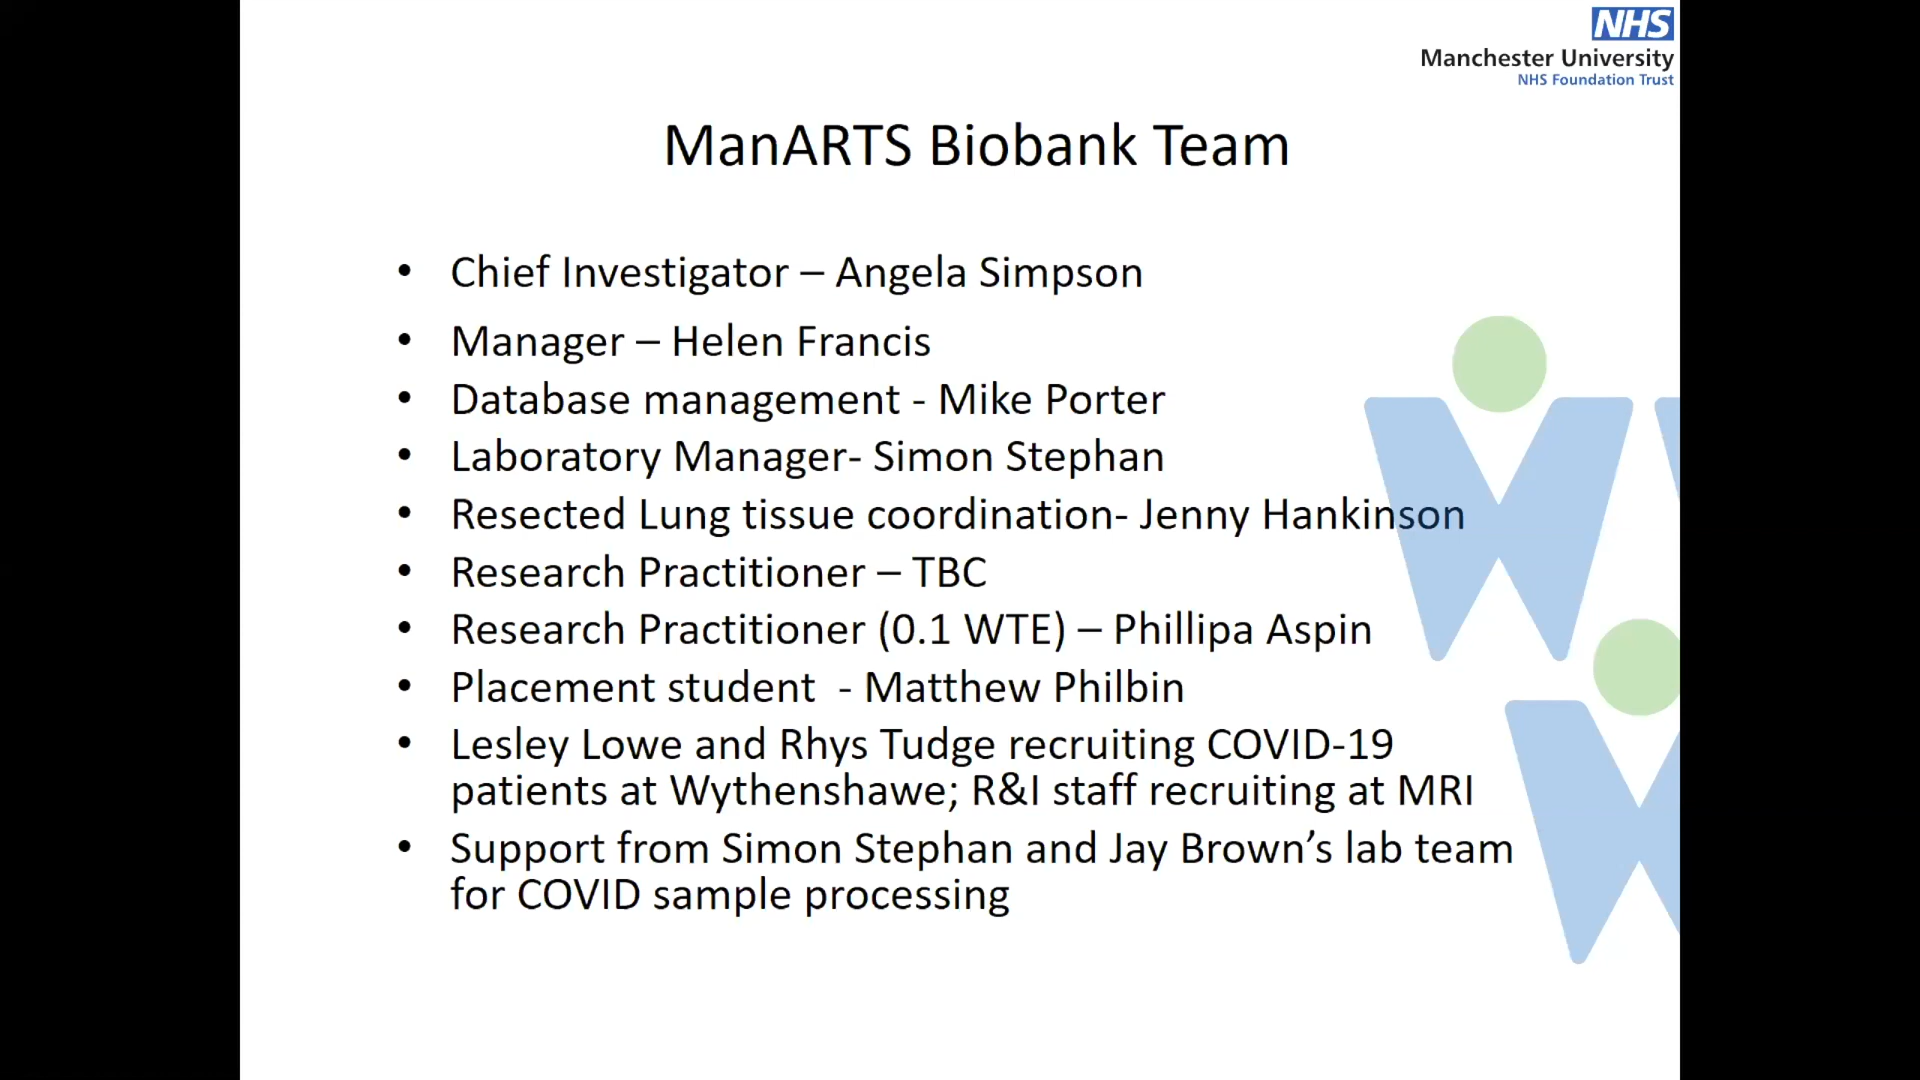 NHS
Manchester University
NHS Foundation Trust
ManARTS Biobank Team
• Chief Investigator – Angela Simpson
• Manager – Helen Francis
• Database management - Mike Porter
• Laboratory Manager- Simon Stephan
• Resected Lung tissue coordination- Jenny Hankinson
• Research Practitioner – TBC
• Research Practitioner (0.1 WTE) – Phillipa Aspin
• Placement student  - Matthew Philbin
• Lesley Lowe and Rhys Tudge recruiting COVID-19
patients at Wythenshawe; R&I staff recruiting at MRI
• Support from Simon Stephan and Jay Brown’s lab team
for COVID sample processing